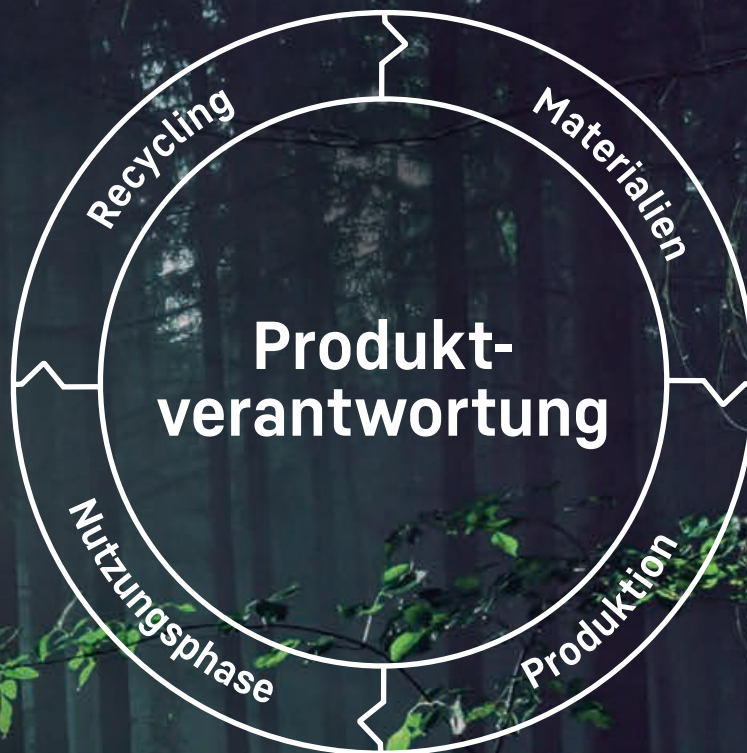 Recycling
Materialien
Produkt-
verantwortung
Nutzungsphase
Produktion